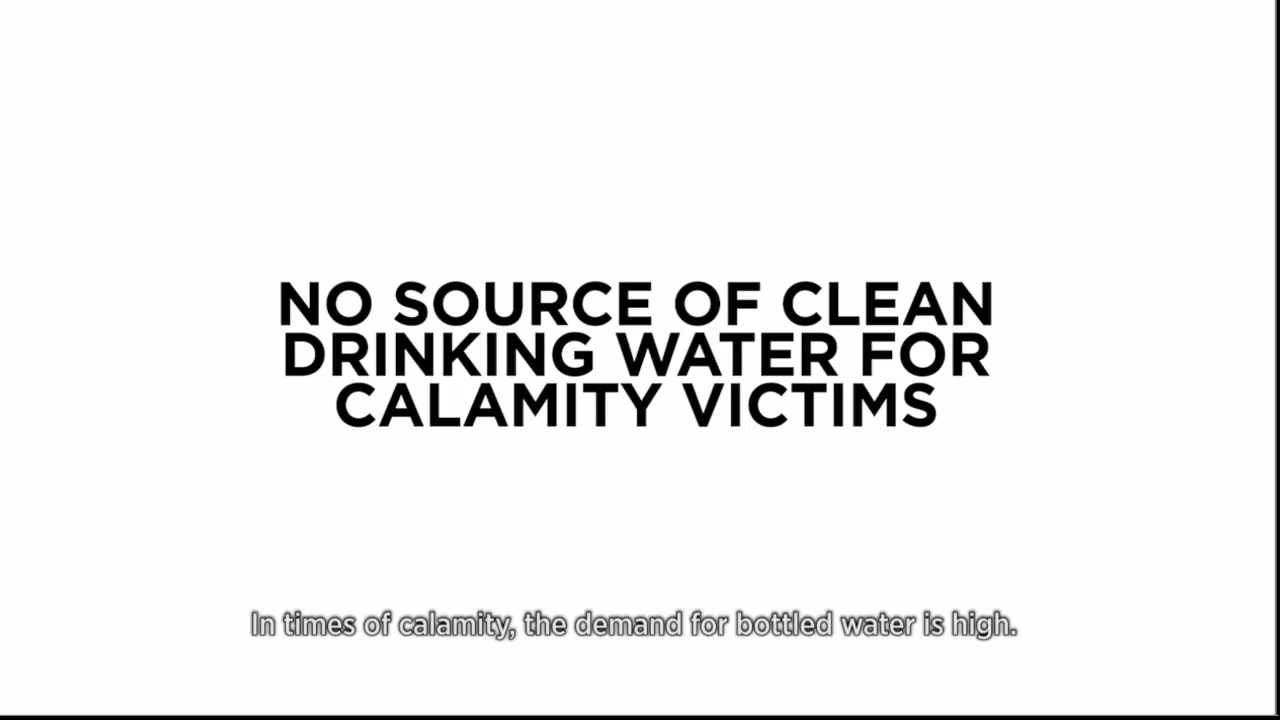 NO SOURCE OF CLEAN
DRINKING WATER FOR
CALAMITY VICTIMS
In times of calamity, the demand for bottled water is high.